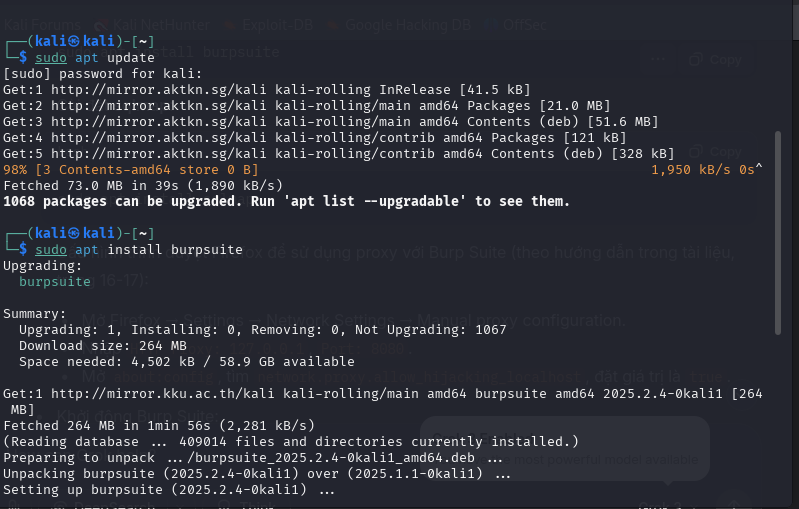 Kali Forums Kali NetHunter Exploit-DB Google Hacking DB OffSec
┌──(kali㉿kali)-[~]
└─$ sudo apt update
[sudo] password for kali:
Get:1 http://mirror.aktkn.sg/kali kali-rolling InRelease [41.5 kB]
Get:2 http://mirror.aktkn.sg/kali kali-rolling/main amd64 Packages [21.0 MB]
Get:3 http://mirror.aktkn.sg/kali kali-rolling/main amd64 Contents (deb) [51.6 MB]
Get:4 http://mirror.aktkn.sg/kali kali-rolling/contrib amd64 Packages [121 kB]
Get:5 http://mirror.aktkn.sg/kali kali-rolling/contrib amd64 Contents (deb) [328 kB]
98% [3 Contents-amd64 store 0 B] 1,950 kB/s 0s^
Fetched 73.0 MB in 39s (1,890 kB/s)
1068 packages can be upgraded. Run 'apt list --upgradable' to see them.
┌──(kali㉿kali)-[~]
└─$ sudo apt install burpsuite
Upgrading:
burpsuite
Summary:
Upgrading: 1, Installing: 0, Removing: 0, Not Upgrading: 1067
Download size: 264 MB
Space needed: 4,502 kB / 58.9 GB available
Get:1 http://mirror.kku.ac.th/kali kali-rolling/main amd64 burpsuite amd64 2025.2.4-0kali1 [264
MB]
Fetched 264 MB in 1min 56s (2,281 kB/s)
(Reading database ... 409014 files and directories currently installed.)
Preparing to unpack .../burpsuite_2025.2.4-0kali1_amd64.deb ...
Unpacking burpsuite (2025.2.4-0kali1) over (2025.1.1-0kali1) ...
Setting up burpsuite (2025.2.4-0kali1) ...